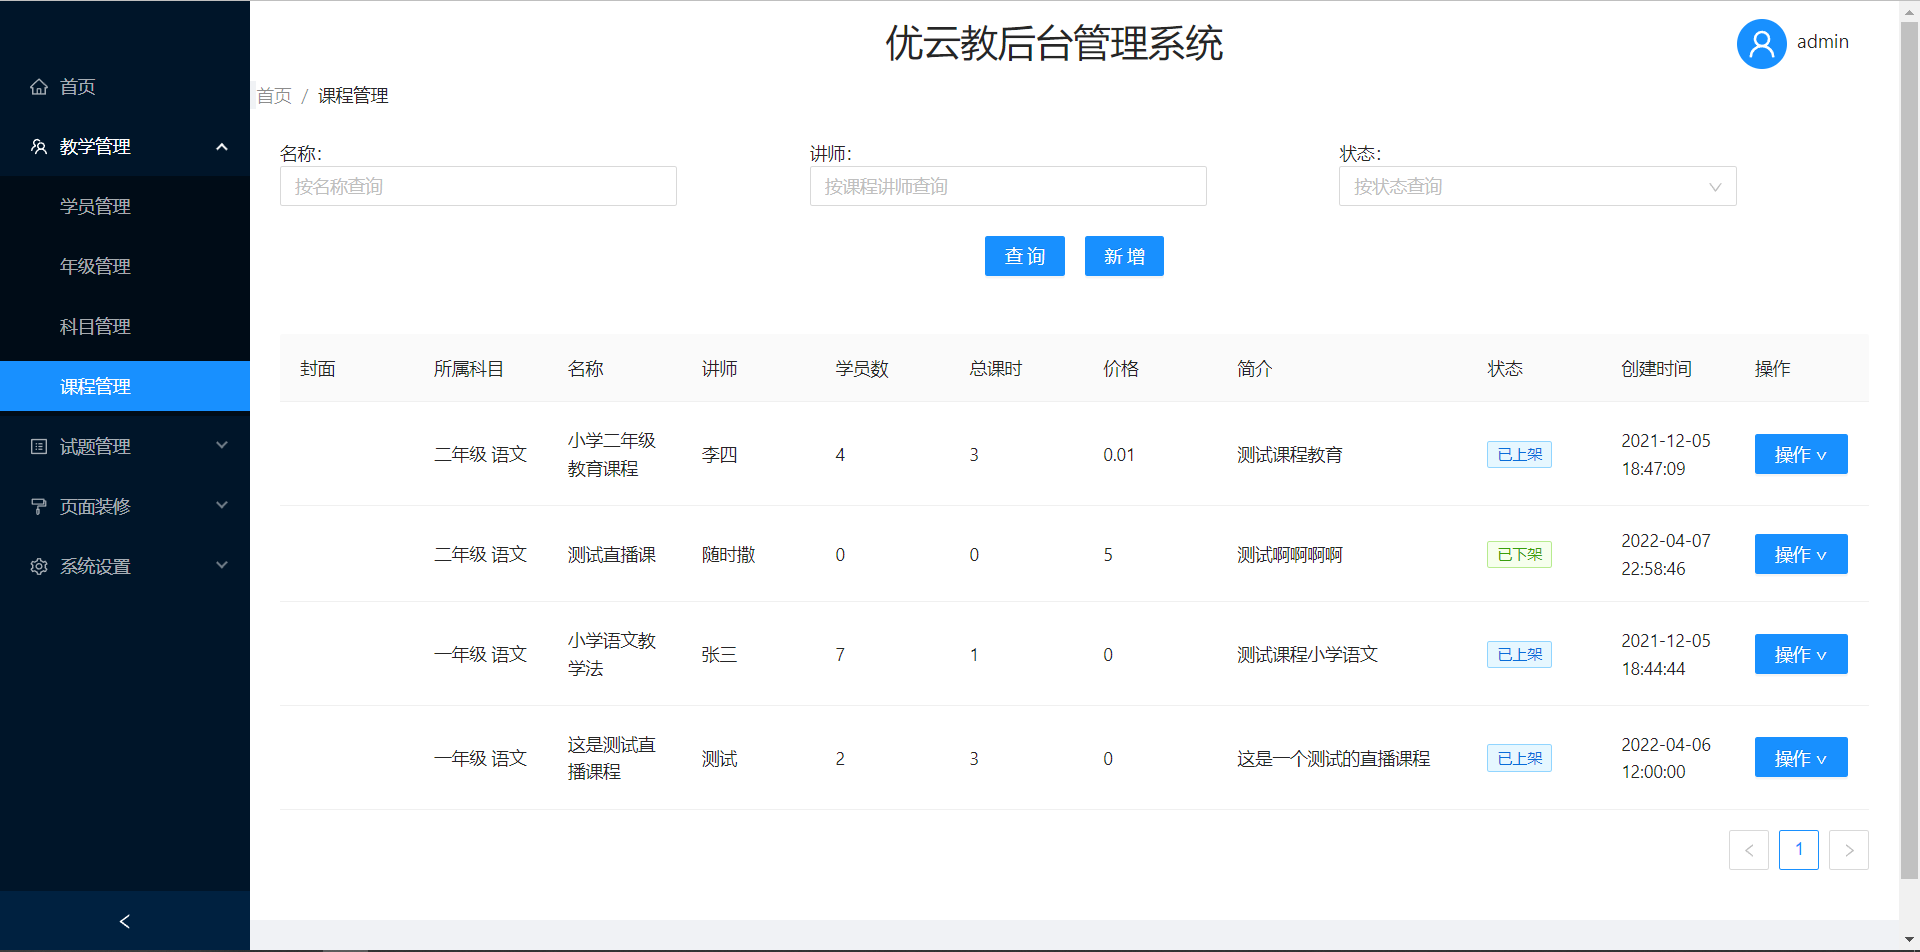 优云教后台管理系统
admin
首页
教学管理
学员管理
年级管理
科目管理
课程管理
试题管理
页面装修
系统设置
首页 / 课程管理
名称: 讲师: 状态:
按名称查询 按课程讲师查询 按状态查询
查询 新增
封面 所属科目 名称 讲师 学员数 总课时 价格 简介 状态 创建时间 操作
二年级 语文 小学二年级 李四 4 3 0.01 测试课程教育 已上架 2021-12-05 操作
教育课程 18:47:09
二年级 语文 测试直播课 随时撒 0 0 5 测试啊啊啊啊 已下架 2022-04-07 操作
22:58:46
一年级 语文 小学语文教 张三 7 1 0 测试课程小学语文 已上架 2021-12-05 操作
学法 18:44:44
一年级 语文 这是测试直 测试 2 3 0 这是一个测试的直播课程 已上架 2022-04-06 操作
播课程 12:00:00
1